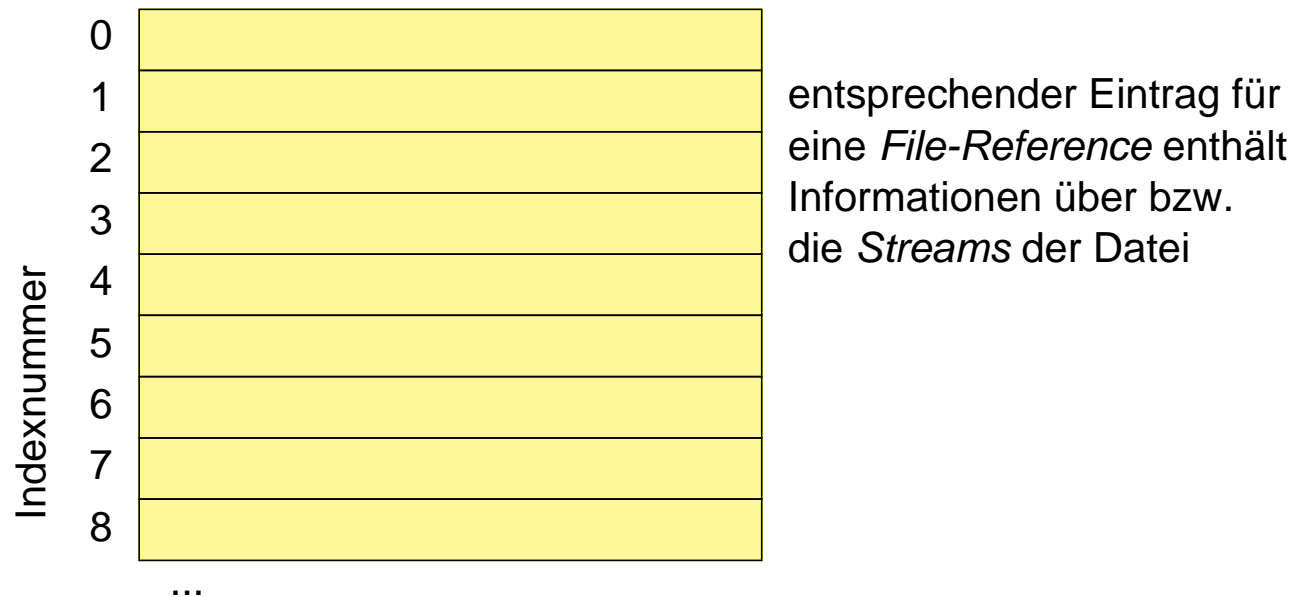 0
1
2
3
4
5
6
7
8
...
Indexnummer
entsprechender Eintrag für
eine File-Reference enthält
Informationen über bzw.
die Streams der Datei